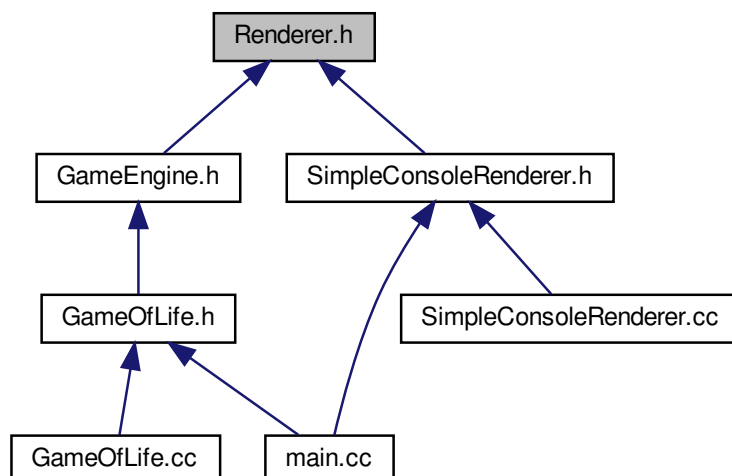 Renderer.h
GameEngine.h
SimpleConsoleRenderer.h
GameOfLife.h
SimpleConsoleRenderer.cc
GameOfLife.cc
main.cc